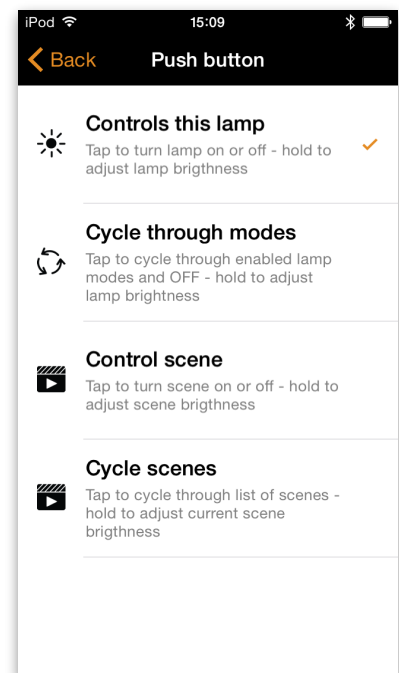 iPod 15:09
Back Push button
Controls this lamp
Tap to turn lamp on or off - hold to
adjust lamp brigthness
Cycle through modes
Tap to cycle through enabled lamp
modes and OFF - hold to adjust
lamp brightness
Control scene
Tap to turn scene on or off - hold to
adjust scene brigthness
Cycle scenes
Tap to cycle through list of scenes -
hold to adjust current scene
brigthness